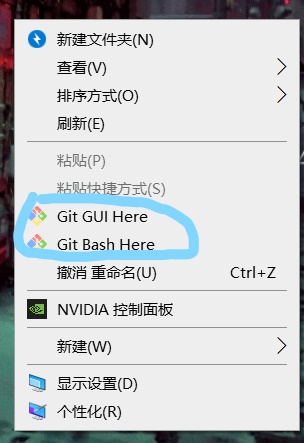 新建文件夹(N)
查看(V)
排序方式(O)
刷新(E)
粘贴(P)
粘贴快捷方式(S)
Git GUI Here
Git Bash Here
撤消 重命名(U) Ctrl+Z
NVIDIA 控制面板
新建(W)
显示设置(D)
个性化(R)